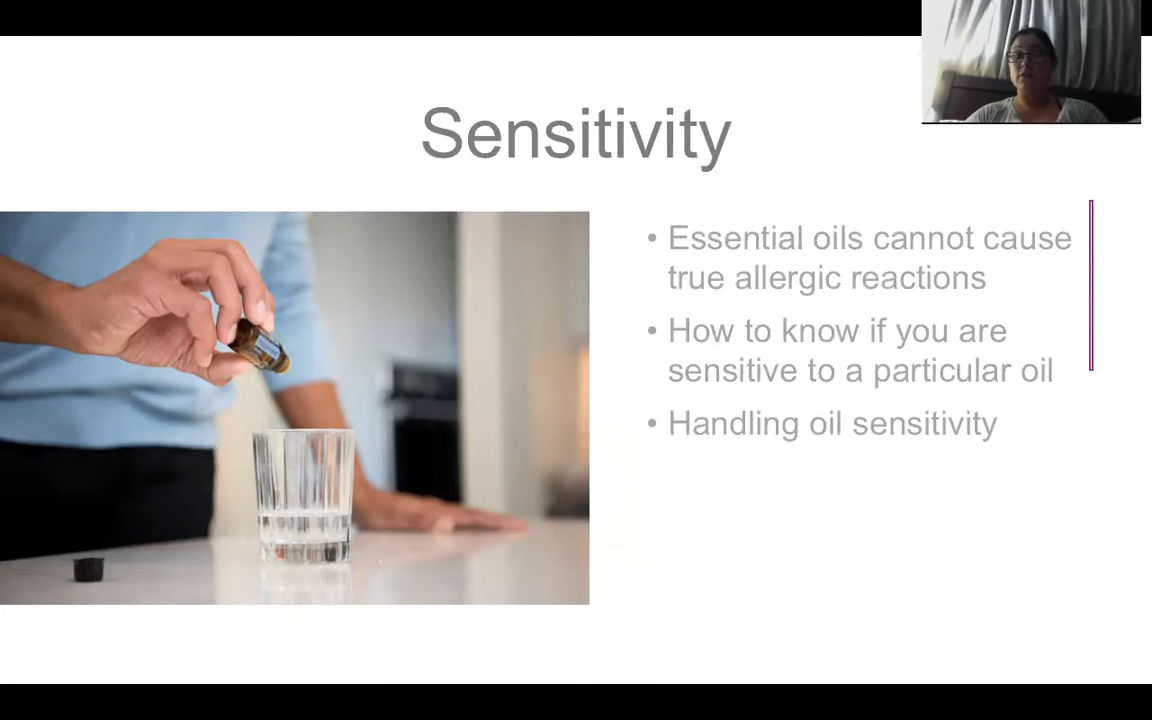 Sensitivity
• Essential oils cannot cause
true allergic reactions
• How to know if you are
sensitive to a particular oil
• Handling oil sensitivity